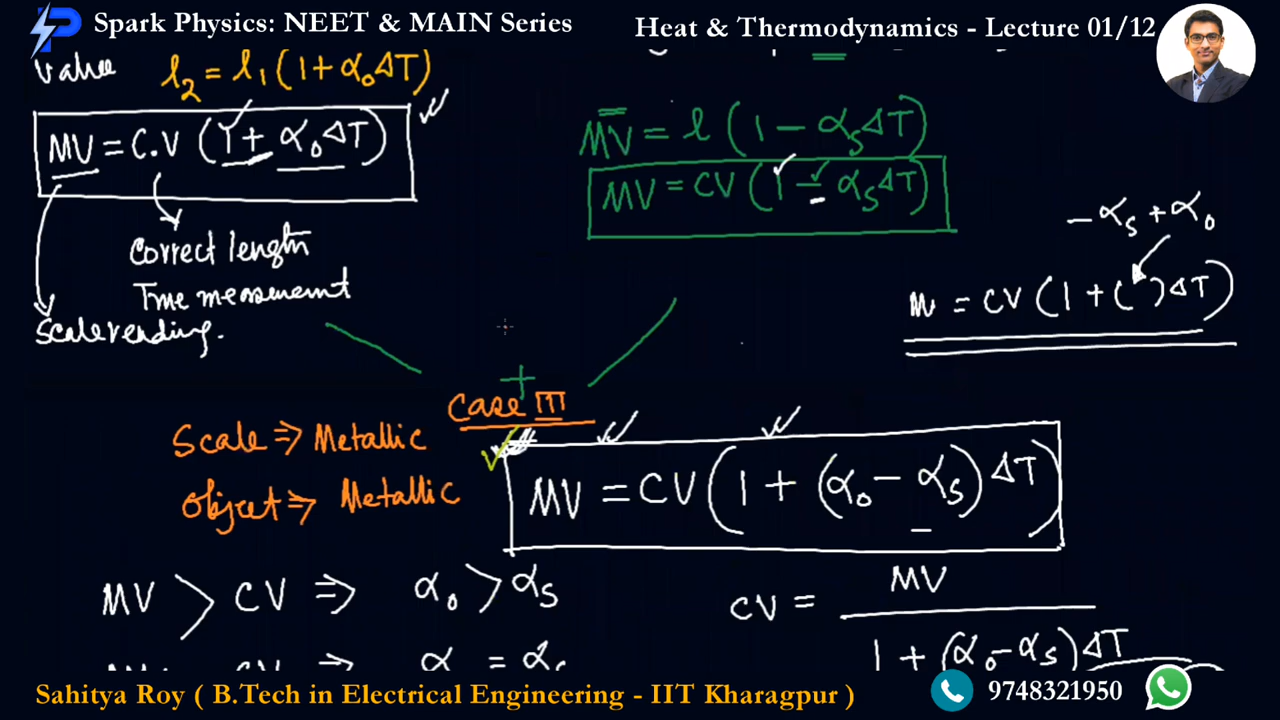 Spark Physics: NEET & MAIN Series
Heat & Thermodynamics - Lecture 01/12
Value l₂ = l₁ (1 + α₀ΔT)
MV = C.V (1 + α₀ΔT)
Correct length
True measurement
Scale reading.
MV = l (1 - αₛΔT)
MV = CV (1 - αₛΔT)
-αₛ + α₀
M = CV (1 + ( ) ΔT)
+
Case III
Scale ⇒ Metallic
Object ⇒ Metallic
MV = CV (1 + (α₀ - αₛ) ΔT)
MV > CV ⇒ α₀ > αₛ
CV = MV
1 + (α₀ - αₛ) ΔT
Sahitya Roy ( B.Tech in Electrical Engineering - IIT Kharagpur )
9748321950